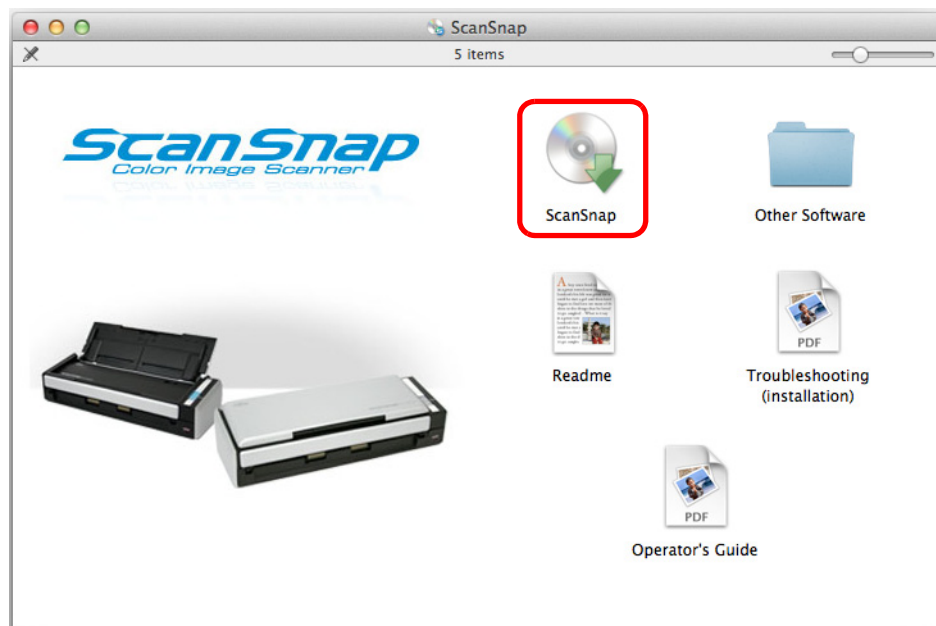 ScanSnap
5 items
ScanSnap
Color Image Scanner
ScanSnap
Other Software
Readme
PDF
Troubleshooting
(installation)
PDF
Operator's Guide